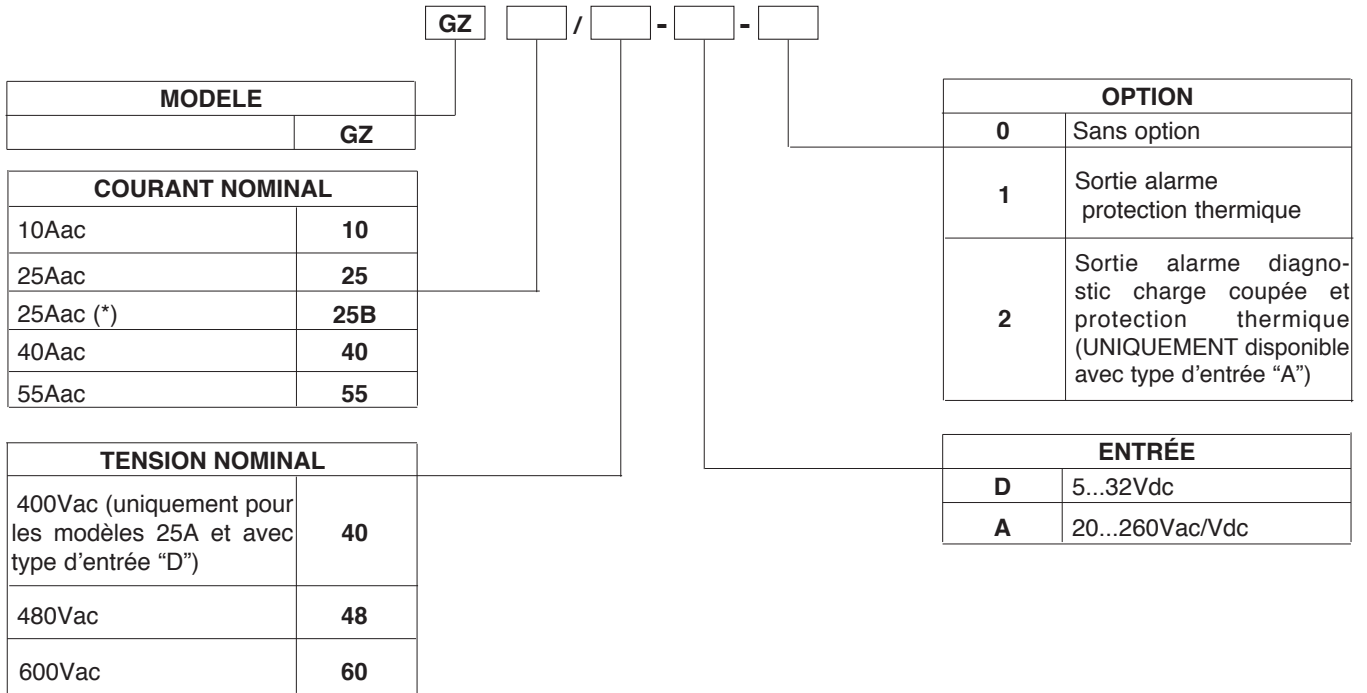 GZ / - -
MODELE
GZ
COURANT NOMINAL
10Aac 10
25Aac 25
25Aac (*) 25B
40Aac 40
55Aac 55
TENSION NOMINAL
400Vac (uniquement pour
les modèles 25A et avec
type d'entrée “D”)
40
480Vac 48
600Vac 60
OPTION
0 Sans option
1
Sortie alarme
protection thermique
2
Sortie alarme diagno-
stic charge coupée et
protection thermique
(UNIQUEMENT disponible
avec type d'entrée “A”)
ENTRÉE
D 5...32Vdc
A 20...260Vac/Vdc